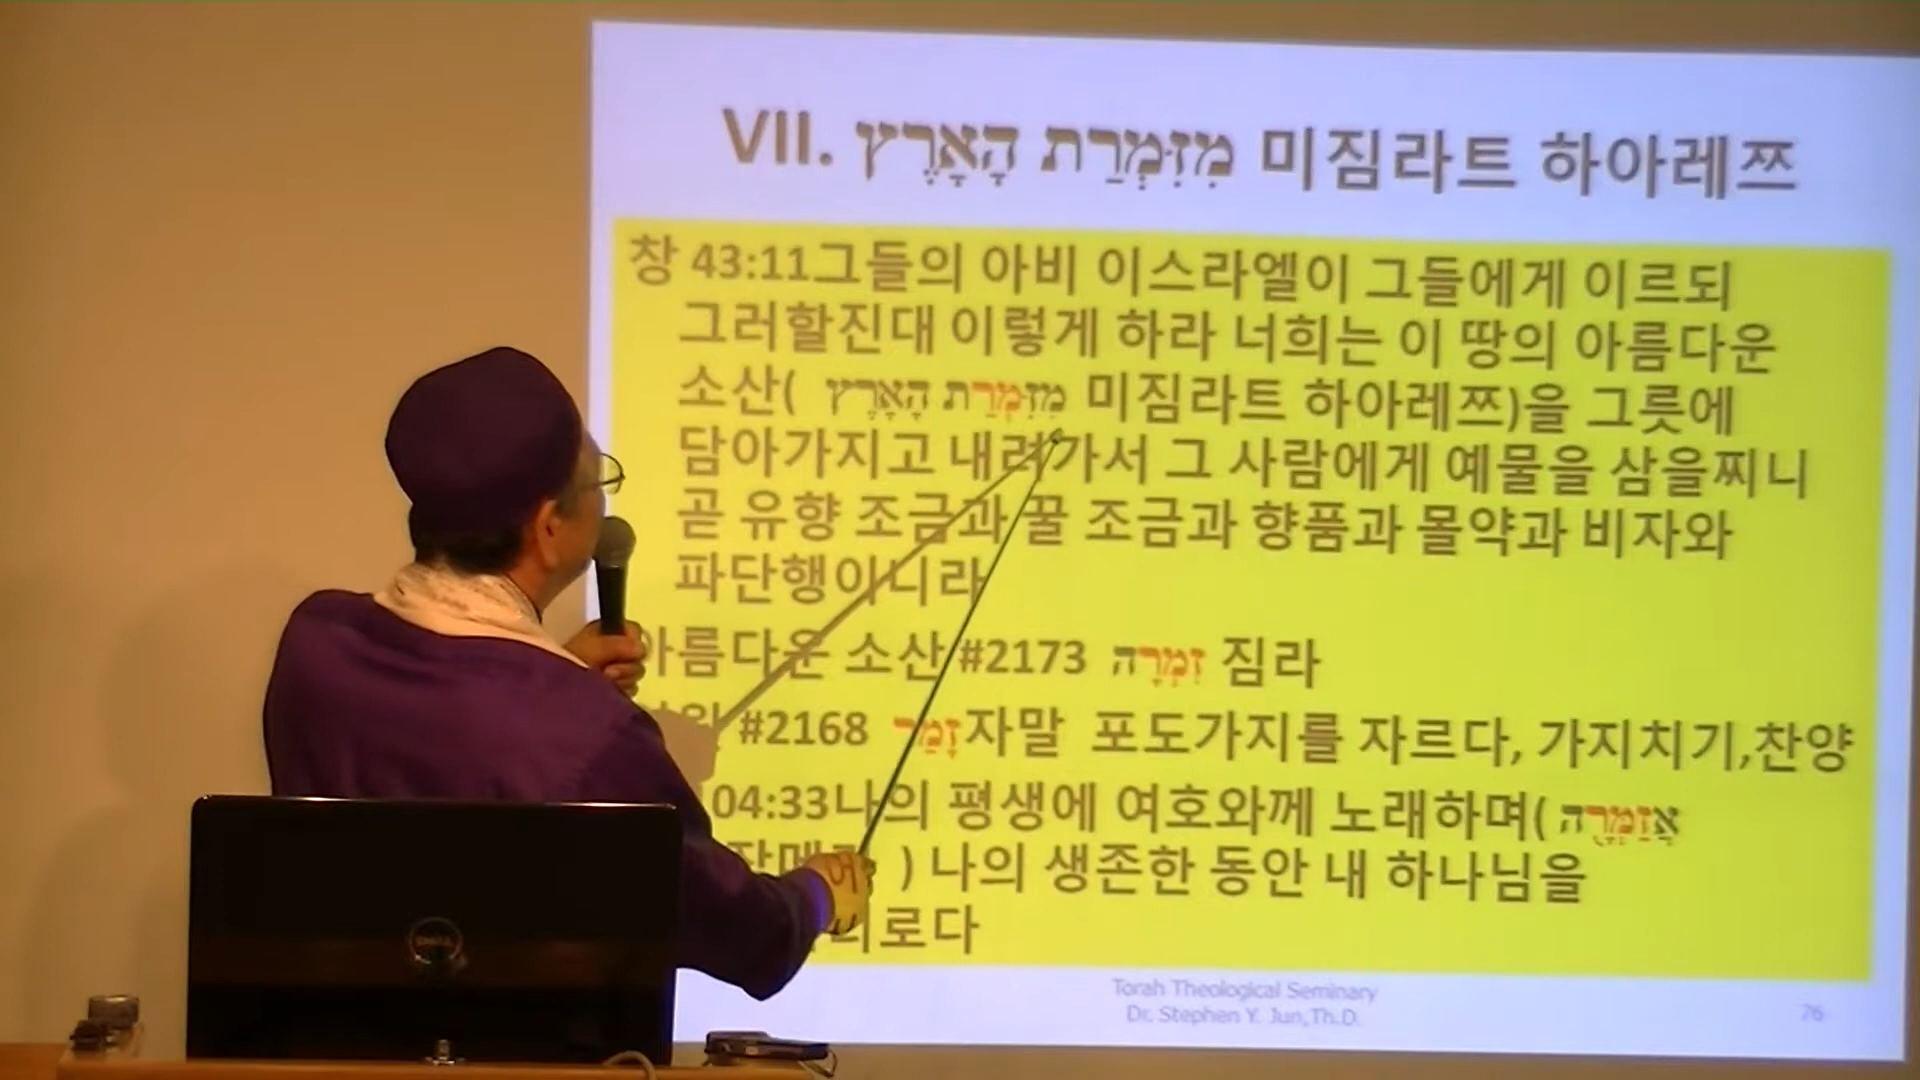 VII. מִזִּמְרַת הָאָרֶץ 미짐라트 하아레쯔
창 43:11그들의 아비 이스라엘이 그들에게 이르되
그러할진대 이렇게 하라 너희는 이 땅의 아름다운
소산( מִזִּמְרַת הָאָרֶץ 미짐라트 하아레쯔)을 그릇에
담아가지고 내려가서 그 사람에게 예물을 삼을찌니
곧 유향 조금과 꿀 조금과 향품과 몰약과 비자와
파단행이니라
아름다운 소산 #2173 זִמְרָה 짐라
#2168 זָמַר 자말 포도가지를 자르다, 가지치기,찬양
04:33나의 평생에 여호와께 노래하며( אֲזַמְּרָה
) 나의 생존한 동안 내 하나님을
리로다
Torah Theological Seminary
Dr. Stephen Y. Jun,Th.D.
76
DELL